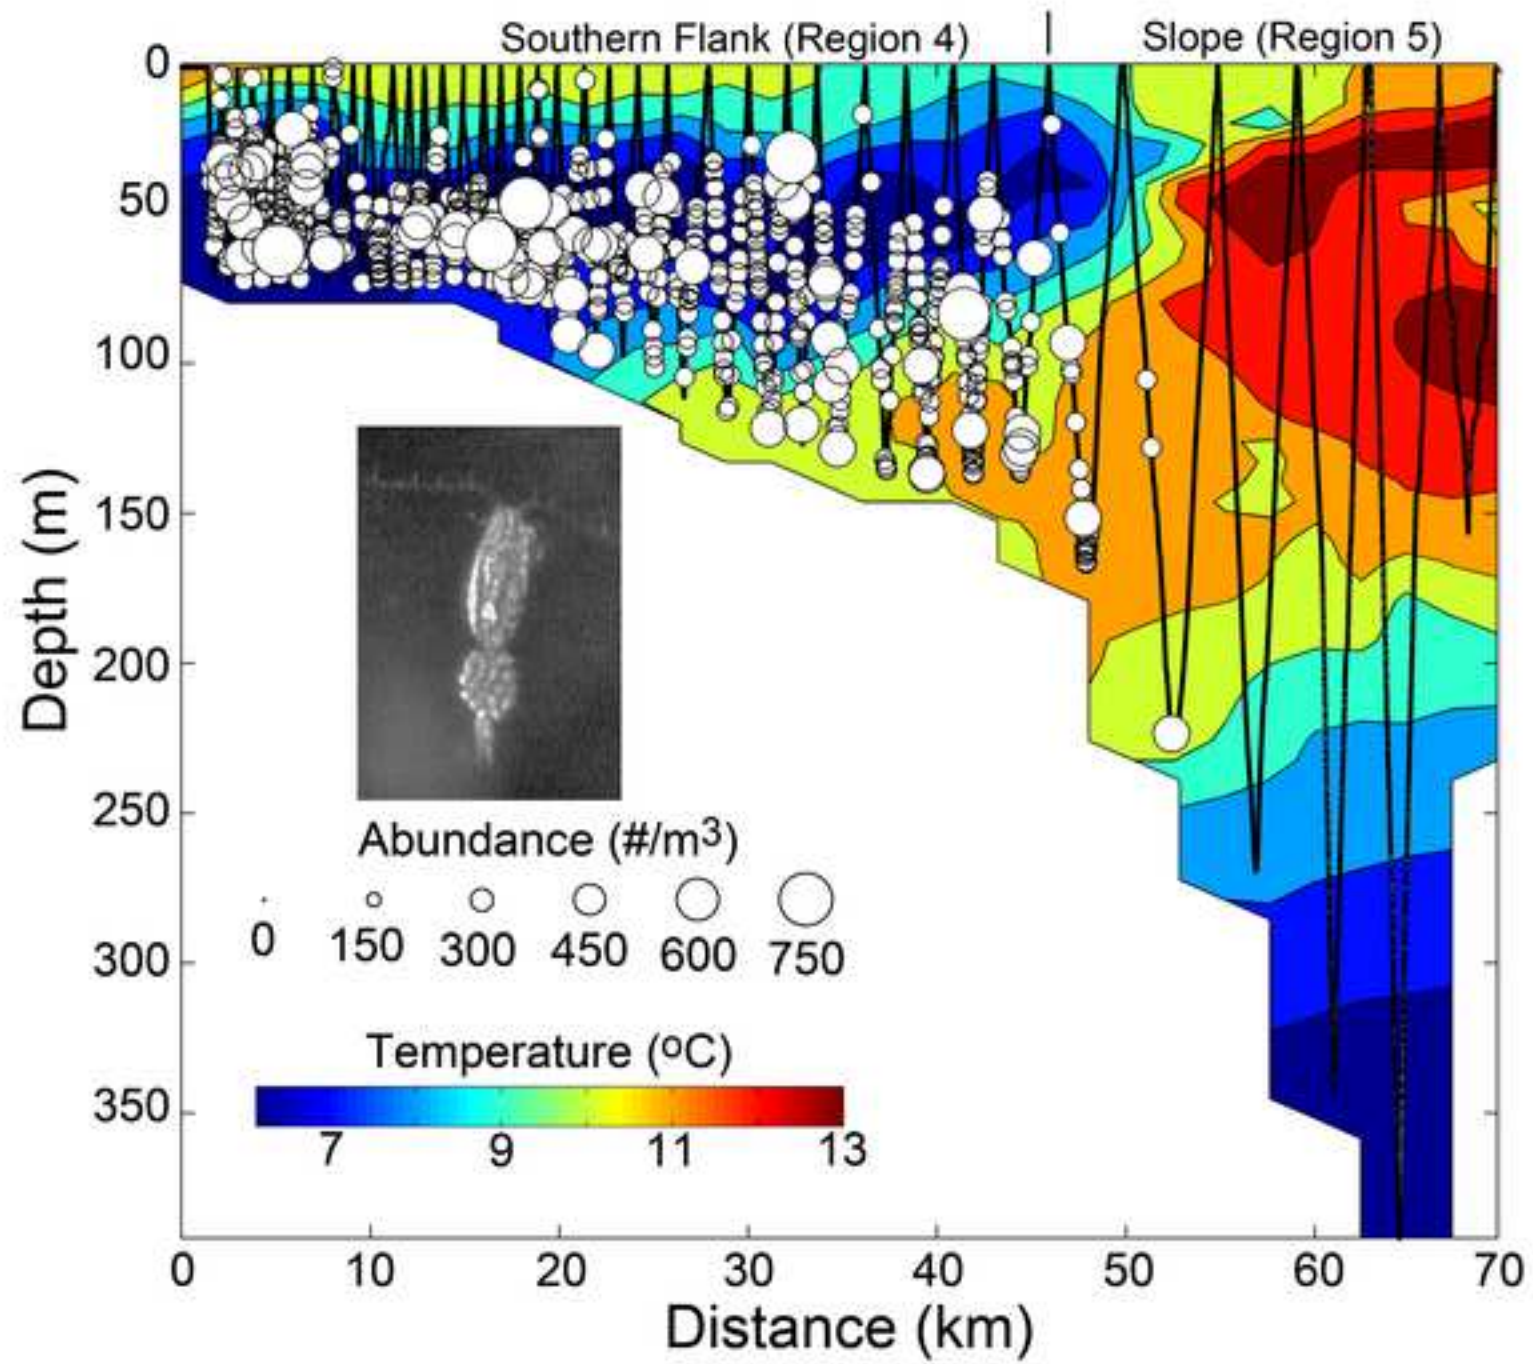 Southern Flank (Region 4) | Slope (Region 5)
0
50
100
150
200
250
300
350
Depth (m)
Abundance (#/m3)
0 150 300 450 600 750
Temperature (oC)
7 9 11 13
0 10 20 30 40 50 60 70
Distance (km)